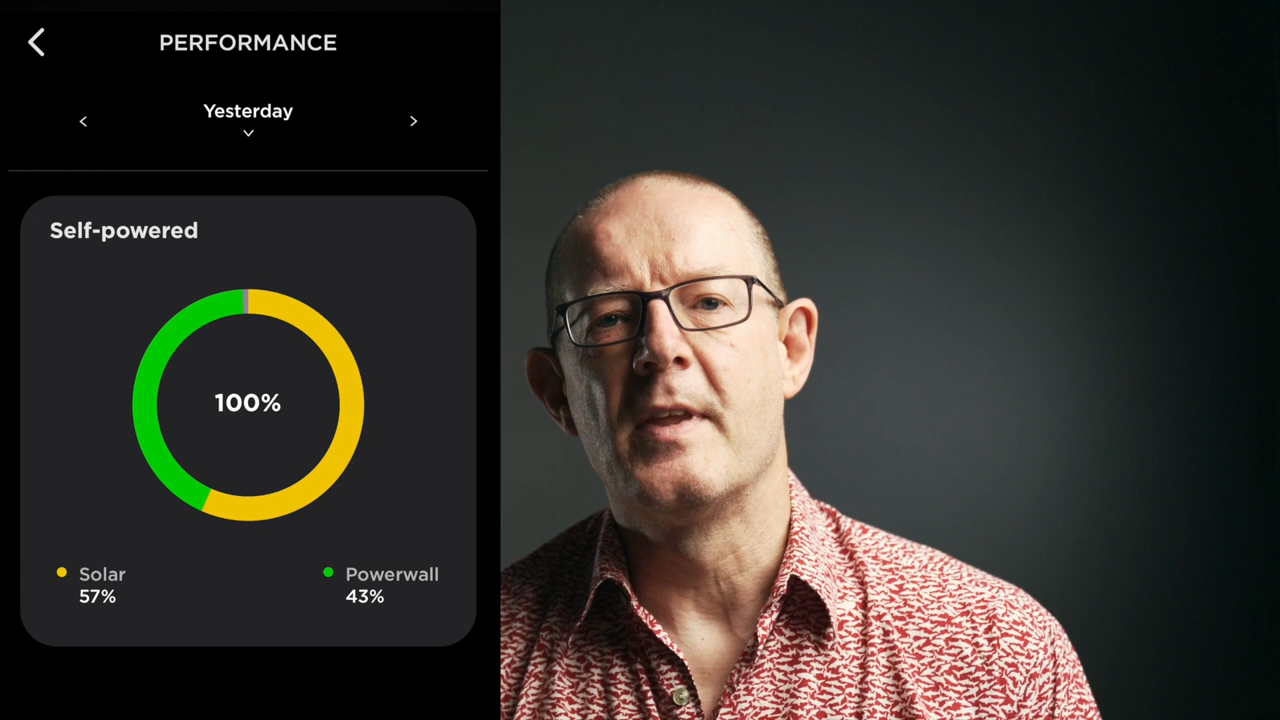 PERFORMANCE
Yesterday
Self-powered
100%
Solar
57%
Powerwall
43%